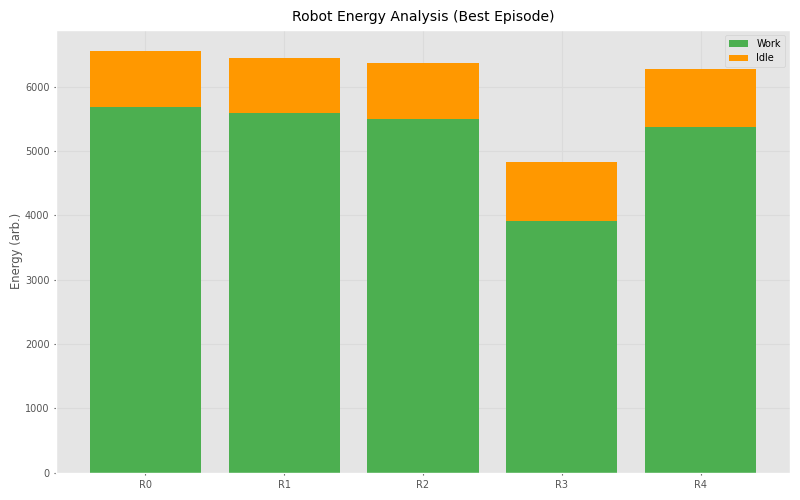 Robot Energy Analysis (Best Episode)
Work
Idle
Energy (arb.)
6000
5000
4000
3000
2000
1000
0
R0 R1 R2 R3 R4